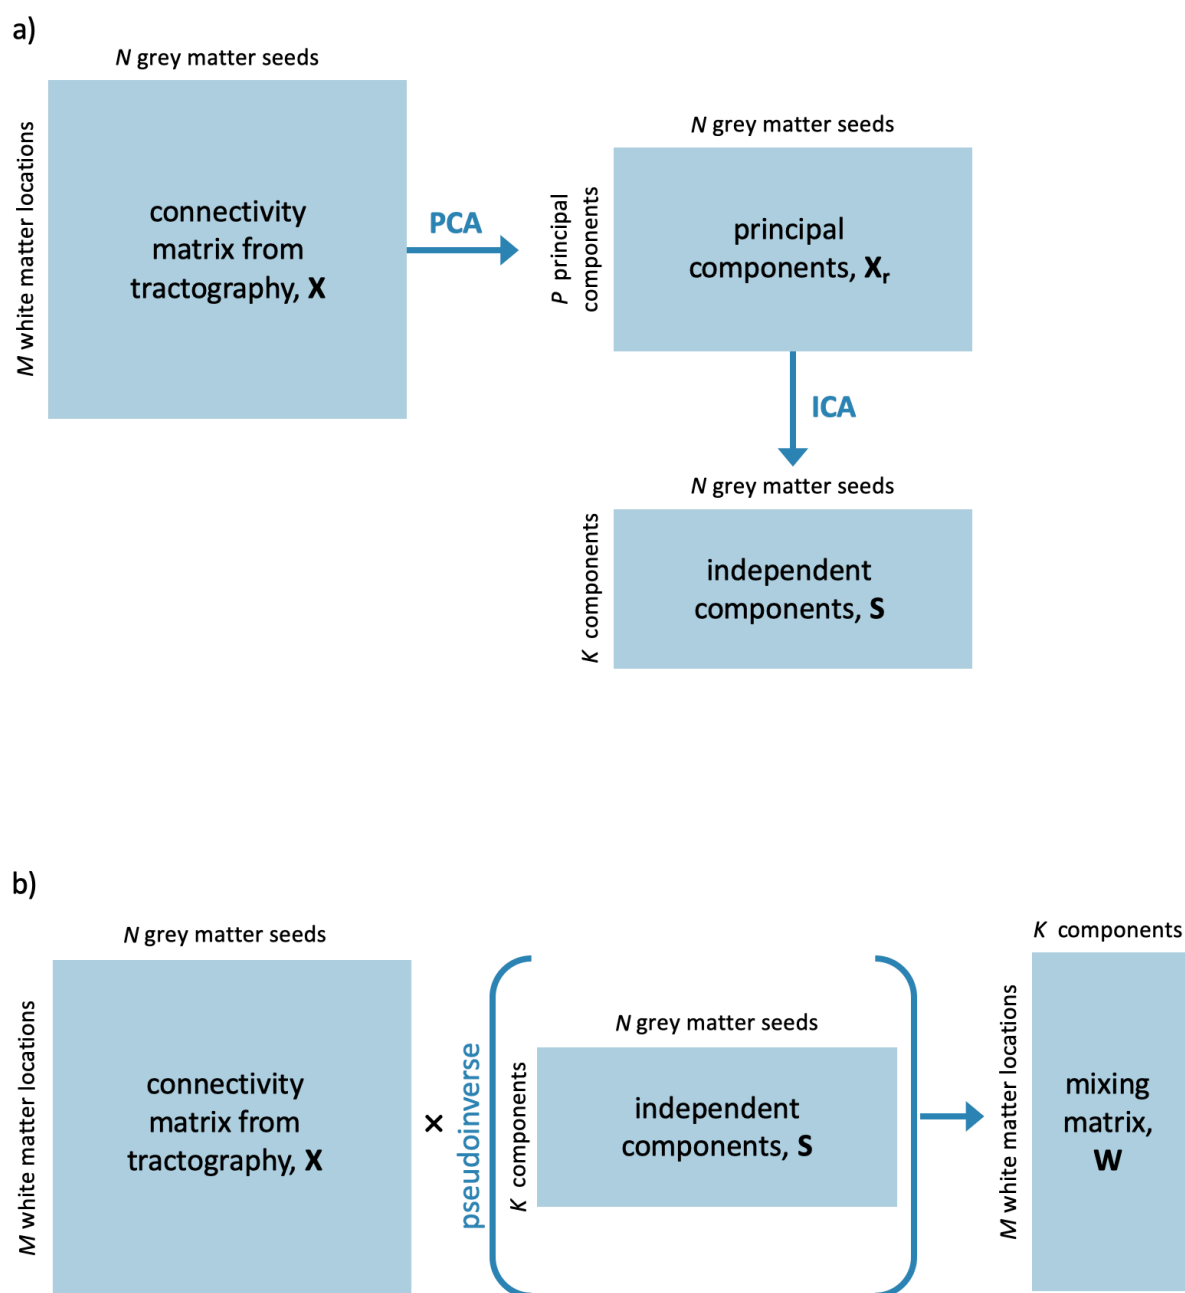 a)
N grey matter seeds
M white matter locations
connectivity
matrix from
tractography, X
PCA
N grey matter seeds
P principal
components
principal
components, Xr
ICA
N grey matter seeds
K components
independent
components, S
b)
N grey matter seeds
M white matter locations
connectivity
matrix from
tractography, X
×
pseudoinverse
N grey matter seeds
K components
independent
components, S
K components
M white matter locations
mixing
matrix,
W